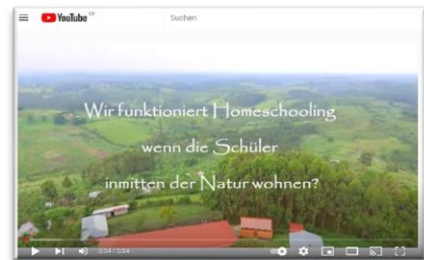 YouTube
Suchen
Wir funktioniert Homeschooling
wenn die Schüler
inmitten der Natur wohnen?